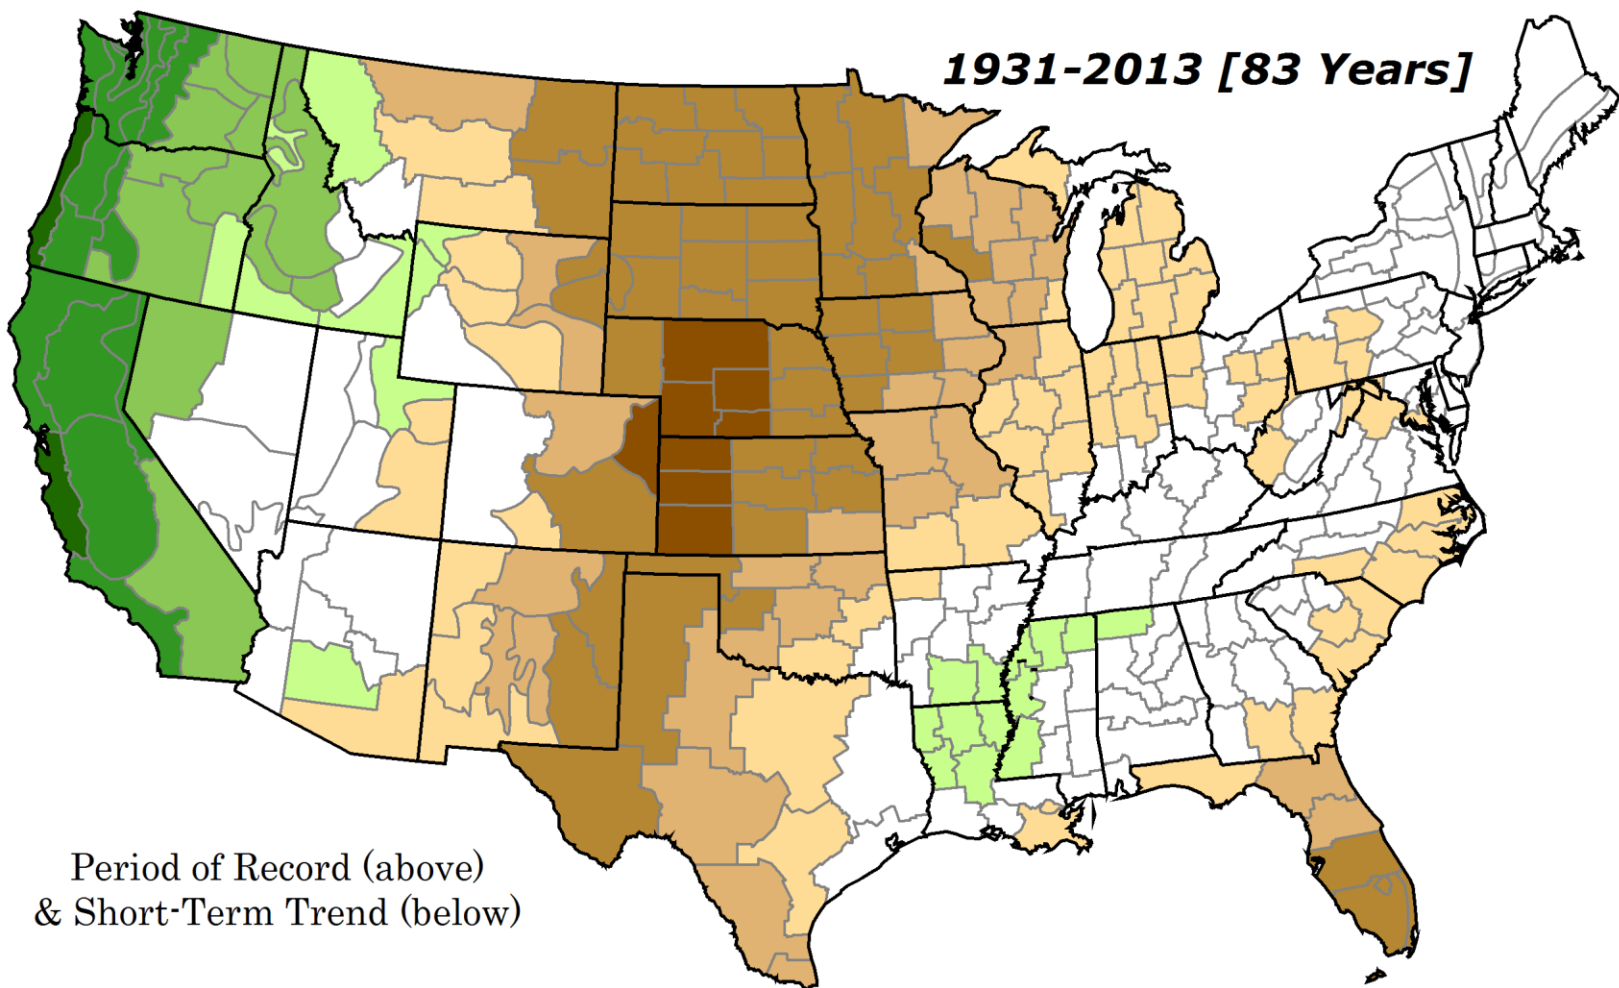 1931-2013 [83 Years]
Period of Record (above)
& Short-Term Trend (below)